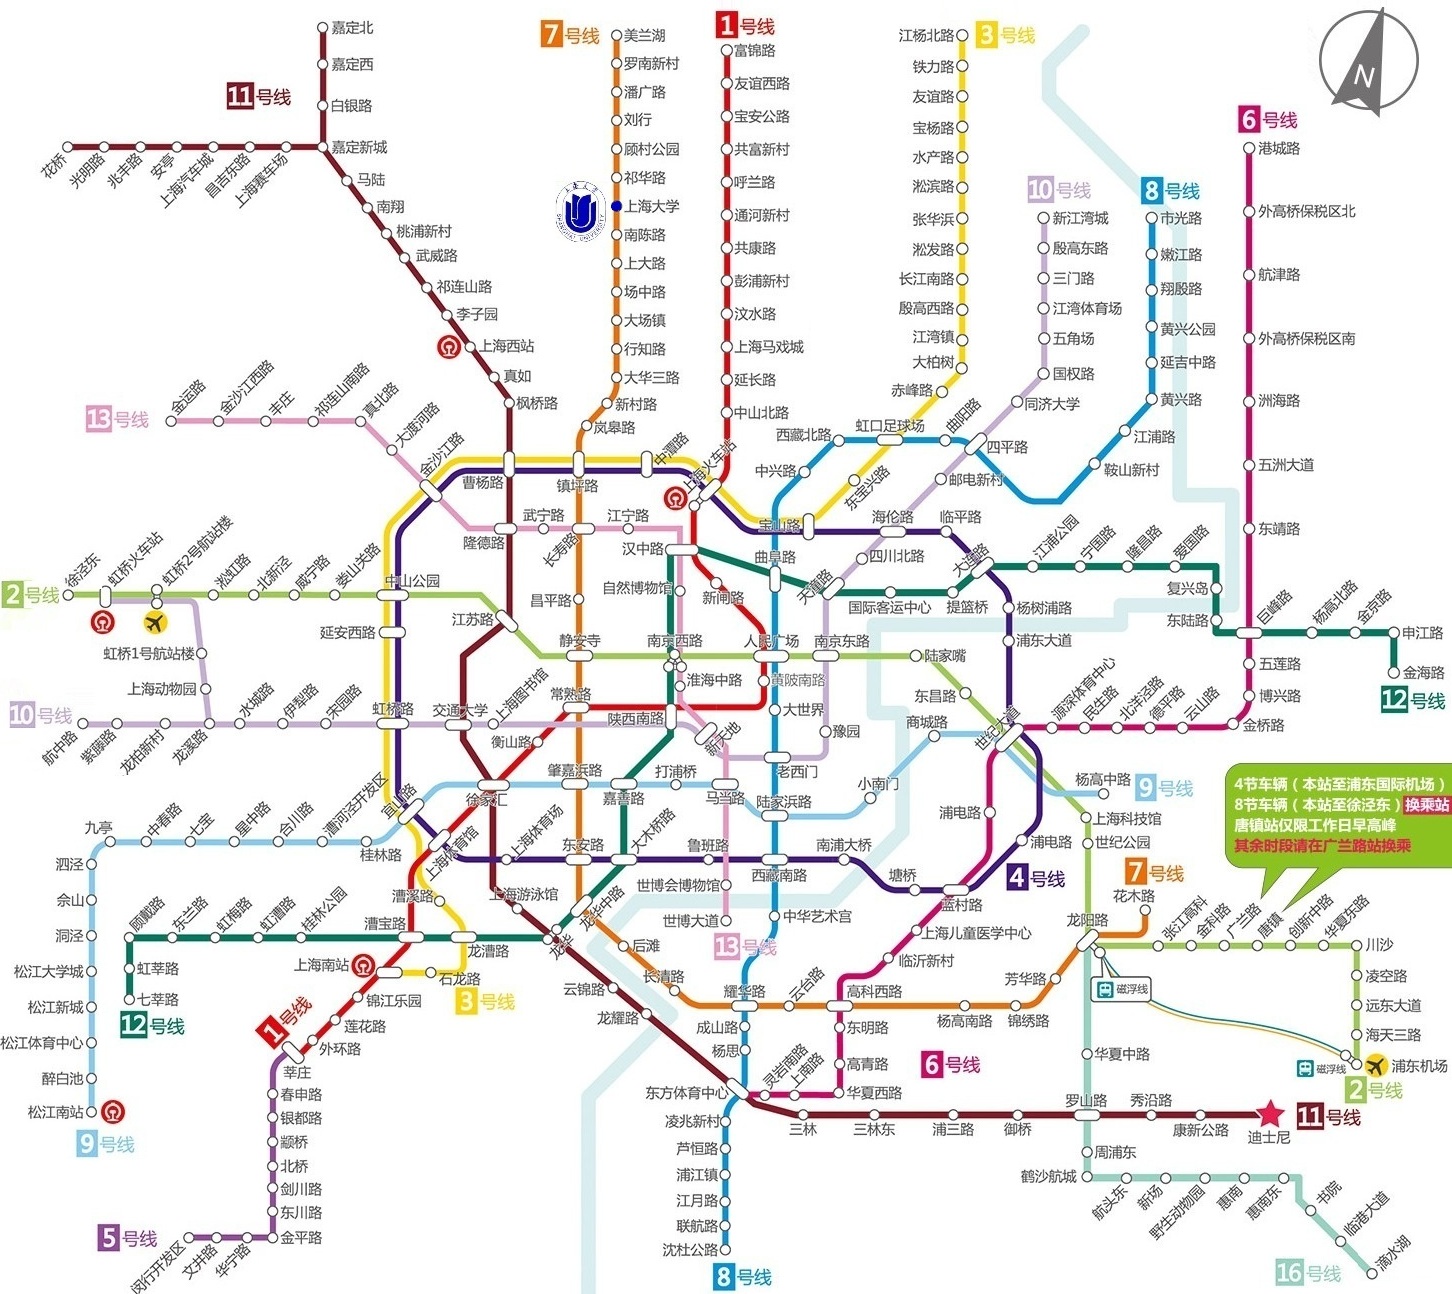 嘉定北
嘉定西
白银路
嘉定新城
11号线
花桥
光明路
兆丰路
安亭
上海汽车城
昌吉东路
上海赛车场
马陆
南翔
桃浦新村
武威路
祁连山路
李子园
上海西站
真如
枫桥路
7号线
美兰湖
罗南新村
潘广路
刘行
顾村公园
祁华路
上海大学
南陈路
上大路
场中路
大场镇
行知路
大华三路
新村路
岚皋路
1号线
富锦路
友谊西路
宝安公路
共富新村
呼兰路
通河新村
共康路
彭浦新村
汶水路
上海马戏城
延长路
中山北路
3号线
江杨北路
铁力路
友谊路
宝杨路
水产路
淞滨路
张华浜
淞发路
长江南路
殷高西路
江湾镇
大柏树
赤峰路
10号线
新江湾城
殷高东路
三门路
江湾体育场
五角场
国权路
同济大学
8号线
市光路
嫩江路
翔殷路
黄兴公园
延吉中路
黄兴路
江浦路
鞍山新村
6号线
港城路
外高桥保税区北
航津路
外高桥保税区南
洲海路
五洲大道
东靖路
N
13号线
金运路
金沙江西路
丰庄
祁连山南路
真北路
大渡河路
金沙江路
曹杨路
镇坪路
中潭路
上海火车站
西藏北路
虹口足球场
曲阳路
四平路
中兴路
东宝兴路
邮电新村
宝山路
海伦路
临平路
隆德路
武宁路
长寿路
江宁路
汉中路
曲阜路
四川北路
大连路
江浦公园
宁国路
隆昌路
爱国路
复兴岛
东陆路
巨峰路
杨高北路
金京路
申江路
金海路
12号线
2号线
徐泾东
虹桥火车站
虹桥2号航站楼
淞虹路
北新泾
威宁路
娄山关路
中山公园
江苏路
昌平路
自然博物馆
新闸路
天潼路
国际客运中心
提篮桥
杨树浦路
浦东大道
延安西路
虹桥1号航站楼
上海动物园
静安寺
南京西路
人民广场
南京东路
陆家嘴
东昌路
五莲路
博兴路
金桥路
淮海中路
黄陂南路
大世界
豫园
商城路
世纪大道
源深体育中心
民生路
北洋泾路
德平路
云山路
10号线
航中路
紫藤路
龙柏新村
龙溪路
水城路
伊犁路
宋园路
虹桥路
交通大学
上海图书馆
常熟路
陕西南路
新天地
衡山路
老西门
徐家汇
肇嘉浜路
嘉善路
打浦桥
马当路
陆家浜路
小南门
杨高中路
9号线
4节车辆（本站至浦东国际机场）
8节车辆（本站至徐泾东）换乘站
唐镇站仅限工作日早高峰
其余时段请在广兰路站换乘
九亭
中春路
七宝
星中路
合川路
漕河泾开发区
桂林路
宜山路
上海体育馆
上海体育场
东安路
大木桥路
鲁班路
西藏南路
南浦大桥
塘桥
蓝村路
浦电路
浦电路
4号线
上海科技馆
世纪公园
7号线
花木路
龙阳路
泗泾
佘山
洞泾
松江大学城
松江新城
松江体育中心
醉白池
松江南站
9号线
顾戴路
东兰路
虹梅路
虹漕路
桂林公园
虹莘路
七莘路
12号线
漕溪路
漕宝路
上海南站
龙漕路
石龙路
3号线
锦江乐园
莲花路
外环路
1号线
莘庄
春申路
银都路
颛桥
北桥
剑川路
东川路
金平路
5号线
闵行开发区
文井路
华宁路
上海游泳馆
龙华中路
龙华
云锦路
龙耀路
后滩
长清路
世博会博物馆
世博大道
13号线
中华艺术宫
耀华路
云台路
高科西路
成山路
杨思
东方体育中心
灵岩南路
上南路
华夏西路
东明路
高青路
上海儿童医学中心
临沂新村
杨高南路
锦绣路
芳华路
6号线
张江高科
金科路
广兰路
唐镇
创新中路
华夏东路
川沙
凌空路
远东大道
海天三路
浦东机场
2号线
磁浮线
磁浮线
华夏中路
罗山路
秀沿路
康新公路
迪士尼
11号线
三林
三林东
浦三路
御桥
凌兆新村
芦恒路
浦江镇
江月路
联航路
沈杜公路
8号线
周浦东
鹤沙航城
航头东
新场
野生动物园
惠南
惠南东
书院
临港大道
滴水湖
16号线